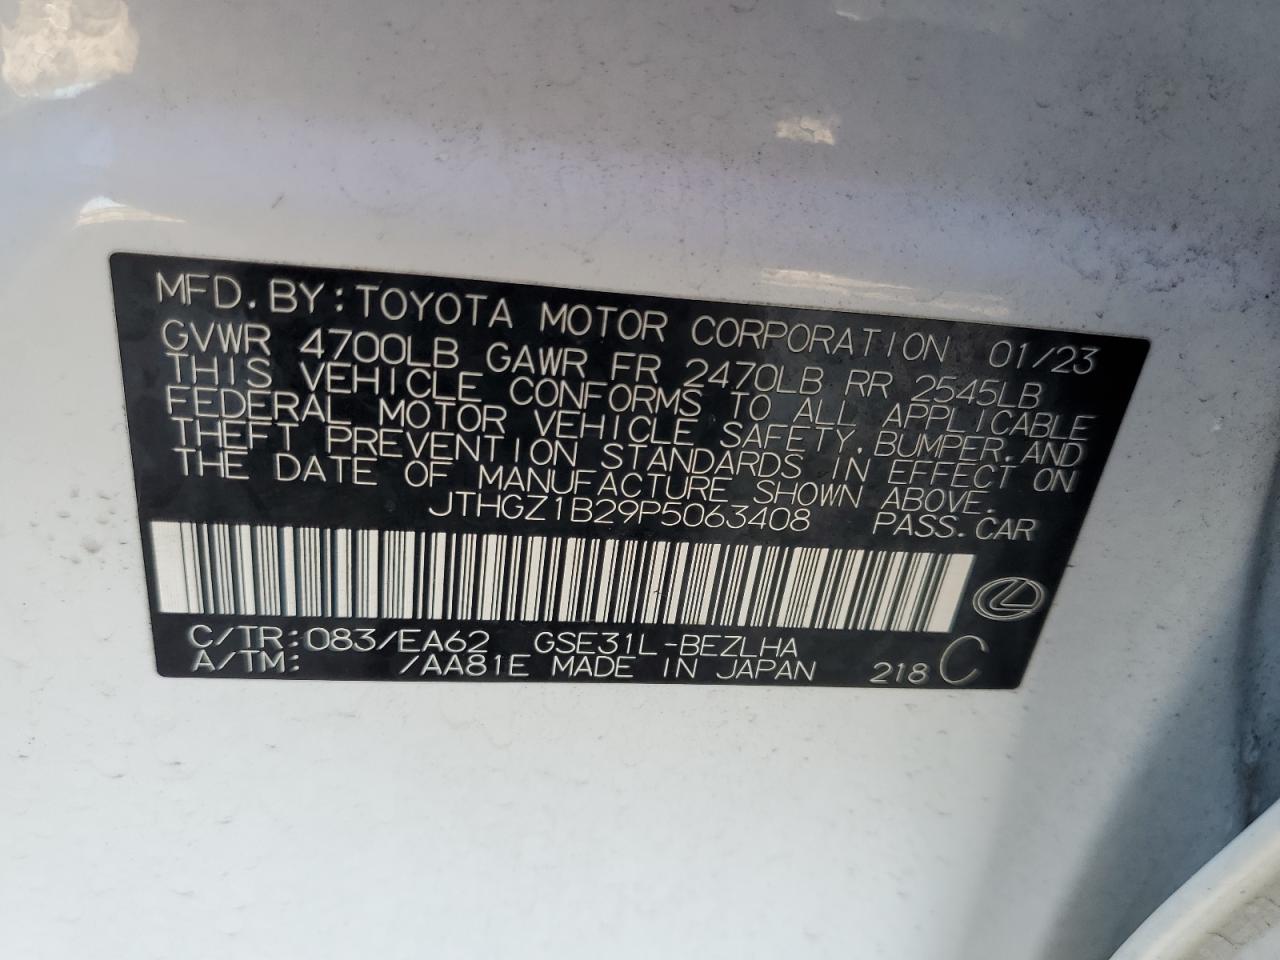 MFD.BY:TOYOTA MOTOR CORPORATION 01/23
GVWR 4700LB GAWR FR 2470LB RR 2545LB
THIS VEHICLE CONFORMS TO ALL APPLICABLE
FEDERAL MOTOR VEHICLE SAFETY,BUMPER,AND
THEFT PREVENTION STANDARDS IN EFFECT ON
THE DATE OF MANUFACTURE SHOWN ABOVE.
JTHGZ1B29P5063408 PASS.CAR
C/TR:083/EA62 GSE31L-BEZLHA
A/TM: /AA81E MADE IN JAPAN 218 C